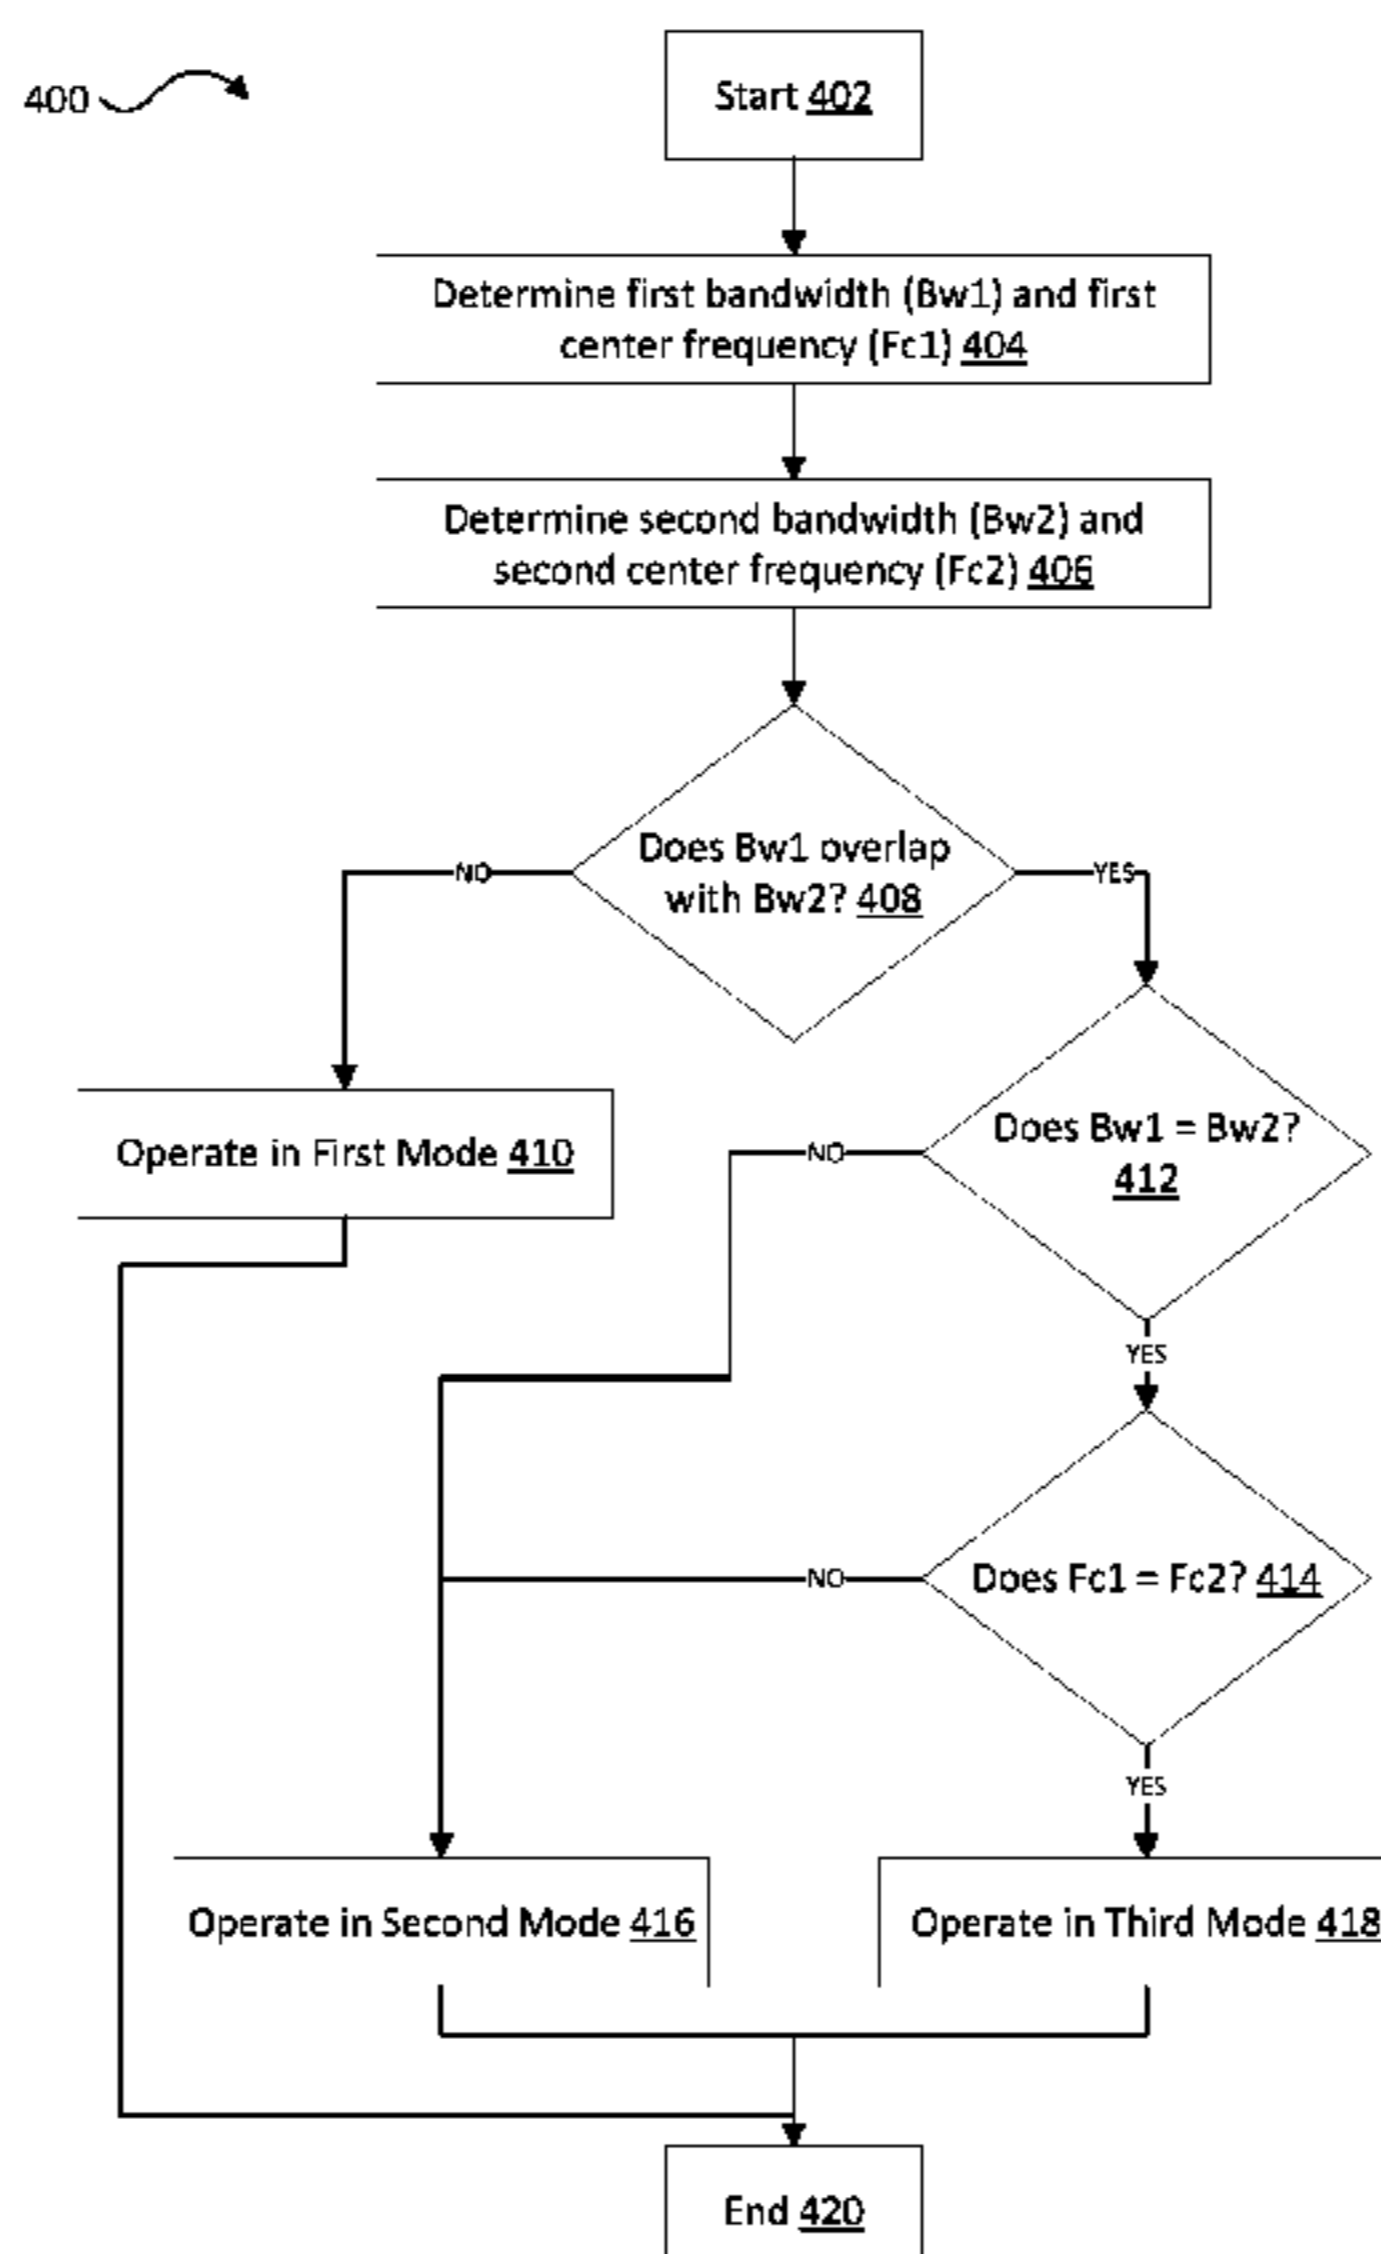 400
Start 402
Determine first bandwidth (Bw1) and first
center frequency (Fc1) 404
Determine second bandwidth (Bw2) and
second center frequency (Fc2) 406
Does Bw1 overlap
with Bw2? 408
NO
YES
Operate in First Mode 410
Does Bw1 = Bw2?
412
NO
YES
Does Fc1 = Fc2? 414
NO
YES
Operate in Second Mode 416
Operate in Third Mode 418
End 420